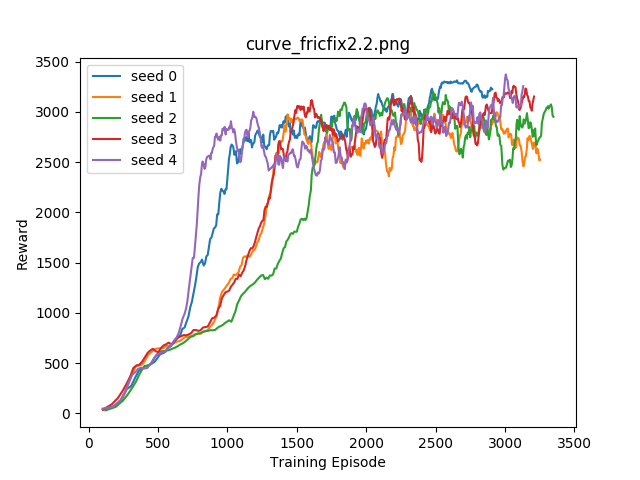 curve_fricfix2.2.png
3500
3000
2500
2000
1500
1000
500
0
Reward
seed 0
seed 1
seed 2
seed 3
seed 4
0 500 1000 1500 2000 2500 3000 3500
Training Episode